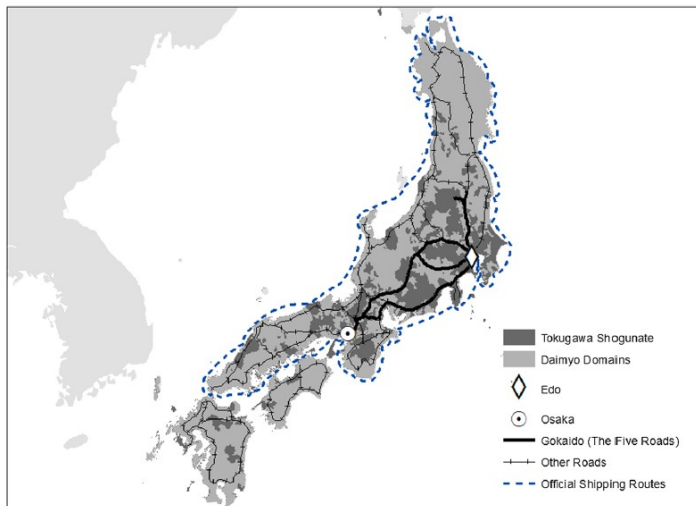 Tokugawa Shogunate
Daimyo Domains
Edo
Osaka
Gokaido (The Five Roads)
Other Roads
Official Shipping Routes